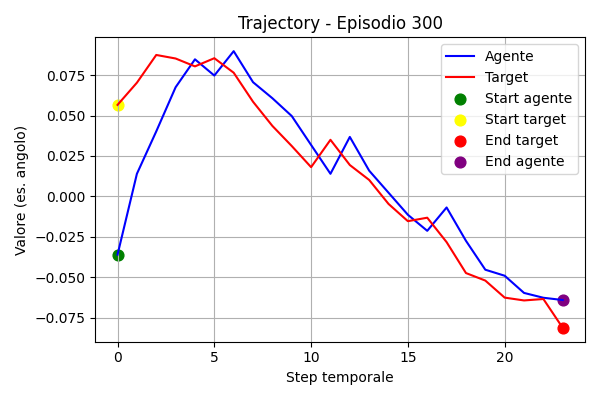 Trajectory - Episodio 300
Agente
Target
Start agente
Start target
End target
End agente
Valore (es. angolo)
0.075
0.050
0.025
0.000
−0.025
−0.050
−0.075
0 5 10 15 20
Step temporale